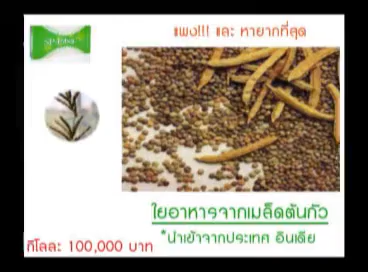 แพง!!! และ หายากที่สุด
ใยอาหารจากเมล็ดต้นกัว
*นำเข้าจากประเทศ อินเดีย
กิโลละ 100,000 บาท